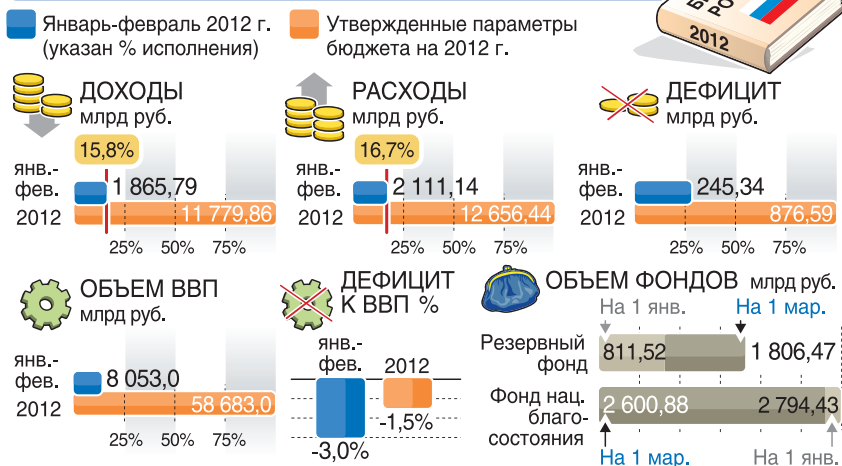 Январь-февраль 2012 г.
(указан % исполнения)
Утвержденные параметры
бюджета на 2012 г.
2012
ДОХОДЫ
млрд руб.
15,8%
янв.-
фев.
1 865,79
2012
11 779,86
25% 50% 75%
РАСХОДЫ
млрд руб.
16,7%
янв.-
фев.
2 111,14
2012
12 656,44
25% 50% 75%
ДЕФИЦИТ
млрд руб.
янв.-
фев.
245,34
2012
876,59
25% 50% 75%
ОБЪЕМ ВВП
млрд руб.
янв.-
фев.
8 053,0
2012
58 683,0
25% 50% 75%
ДЕФИЦИТ
К ВВП %
янв.-
фев.
2012
-1,5%
-3,0%
ОБЪЕМ ФОНДОВ млрд руб.
На 1 янв. На 1 мар.
Резервный
фонд
811,52 1 806,47
Фонд нац.
благо-
состояния
2 600,88 2 794,43
На 1 мар. На 1 янв.